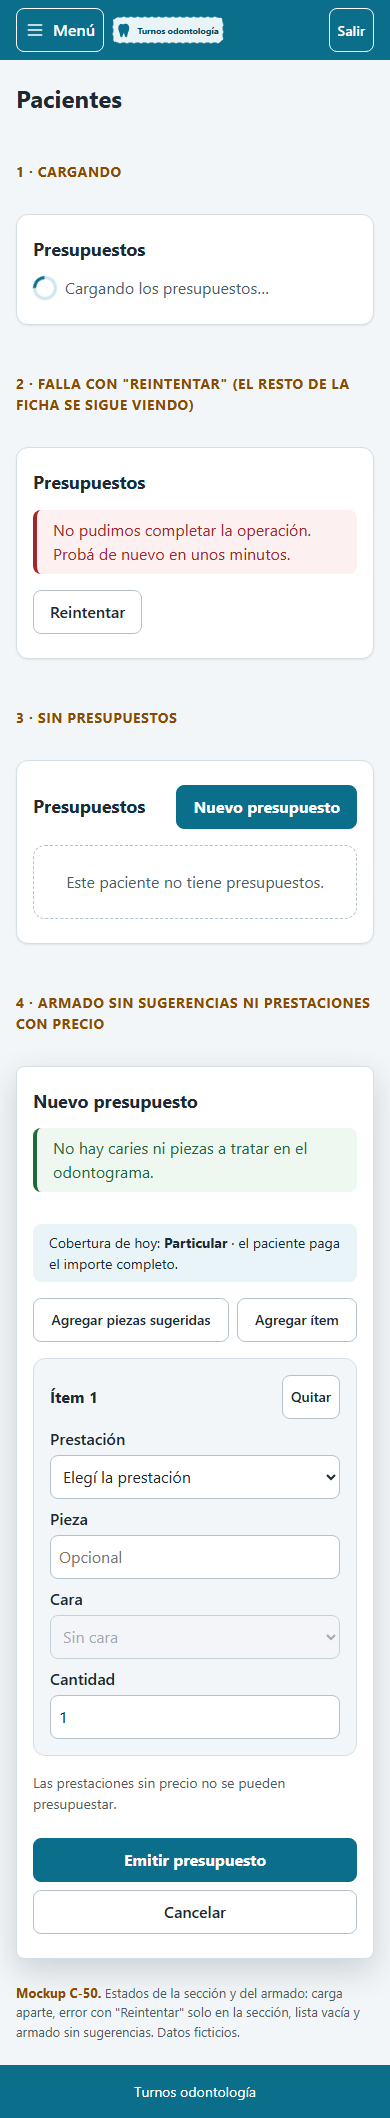 Menú
Turnos odontología
Salir
Pacientes
1 · CARGANDO
Presupuestos
Cargando los presupuestos...
2 · FALLA CON "REINTENTAR" (EL RESTO DE LA
FICHA SE SIGUE VIENDO)
Presupuestos
No pudimos completar la operación.
Probá de nuevo en unos minutos.
Reintentar
3 · SIN PRESUPUESTOS
Presupuestos
Nuevo presupuesto
Este paciente no tiene presupuestos.
4 · ARMADO SIN SUGERENCIAS NI PRESTACIONES
CON PRECIO
Nuevo presupuesto
No hay caries ni piezas a tratar en el
odontograma.
Cobertura de hoy: Particular · el paciente paga
el importe completo.
Agregar piezas sugeridas
Agregar ítem
Ítem 1
Quitar
Prestación
Elegí la prestación
Pieza
Opcional
Cara
Sin cara
Cantidad
1
Las prestaciones sin precio no se pueden
presupuestar.
Emitir presupuesto
Cancelar
Mockup C-50. Estados de la sección y del armado: carga
aparte, error con "Reintentar" solo en la sección, lista vacía y
armado sin sugerencias. Datos ficticios.
Turnos odontología